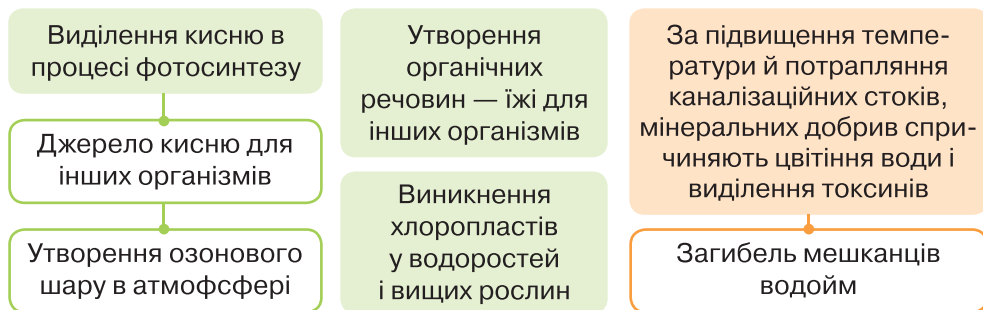 Виділення кисню в
процесі фотосинтезу
Джерело кисню для
інших організмів
Утворення озонового
шару в атмофсфері
Утворення
органічних
речовин — їжі для
інших організмів
Виникнення
хлоропластів
у водоростей
і вищих рослин
За підвищення темпе-
ратури й потрапляння
каналізаційних стоків,
мінеральних добрив спри-
чиняють цвітіння води і
виділення токсинів
Загибель мешканців
водойм